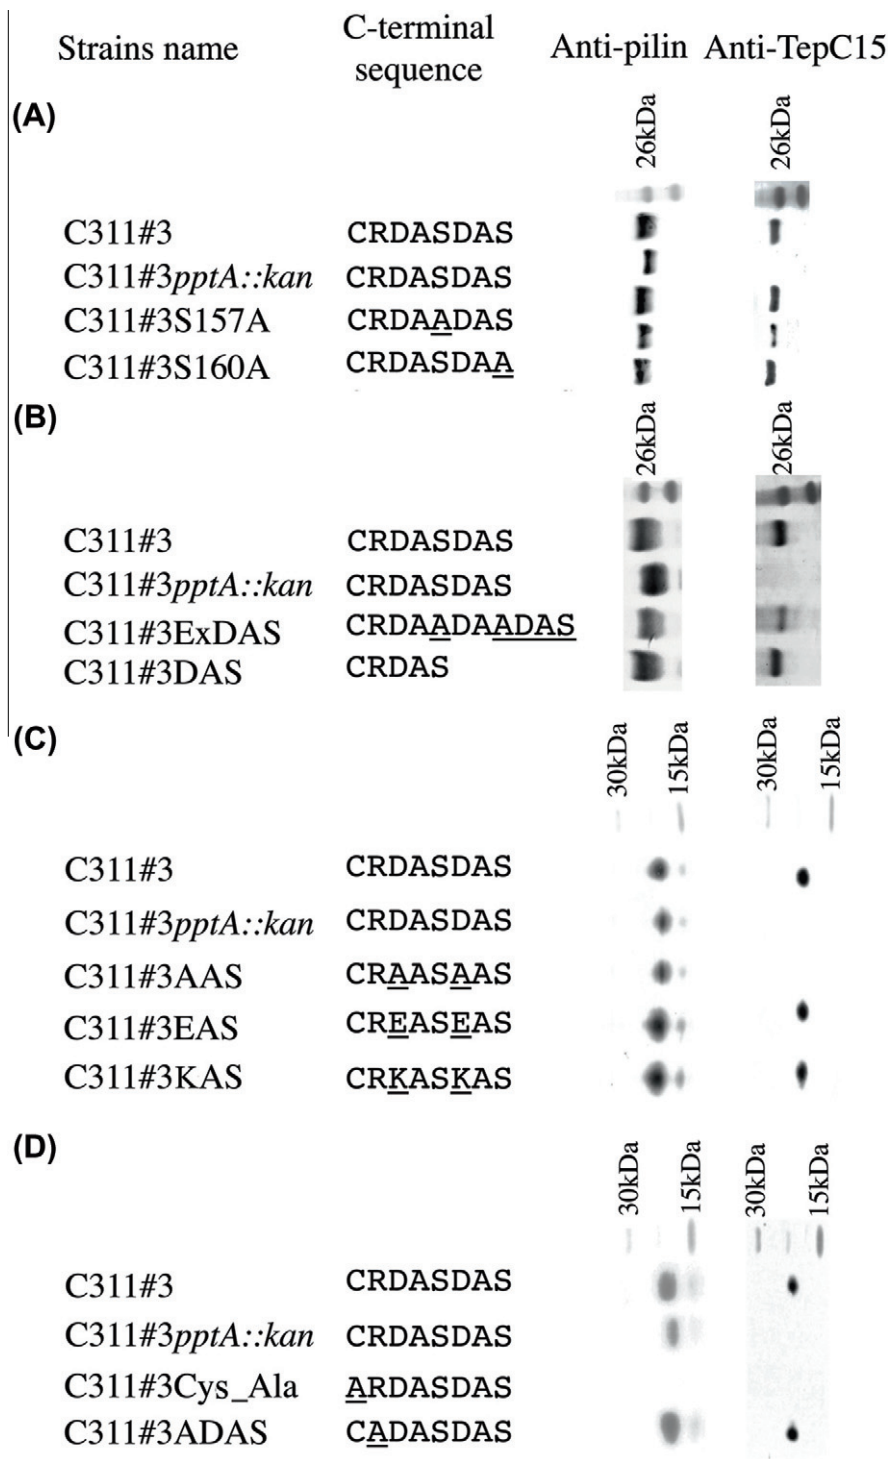 Strains name C-terminal sequence Anti-pilin Anti-TepC15
(A)
26kDa 26kDa
C311#3 CRDASDAS
C311#3pptA::kan CRDASDAS
C311#3S157A CRDAADAS
C311#3S160A CRDASDAA
(B)
26kDa 26kDa
C311#3 CRDASDAS
C311#3pptA::kan CRDASDAS
C311#3ExDAS CRDAADAADAS
C311#3DAS CRDAS
(C)
30kDa 15kDa 30kDa 15kDa
C311#3 CRDASDAS
C311#3pptA::kan CRDASDAS
C311#3AAS CRAASAAS
C311#3EAS CREASEAS
C311#3KAS CRKASKAS
(D)
30kDa 15kDa 30kDa 15kDa
C311#3 CRDASDAS
C311#3pptA::kan CRDASDAS
C311#3Cys_Ala ARDASDAS
C311#3ADAS CADASDAS